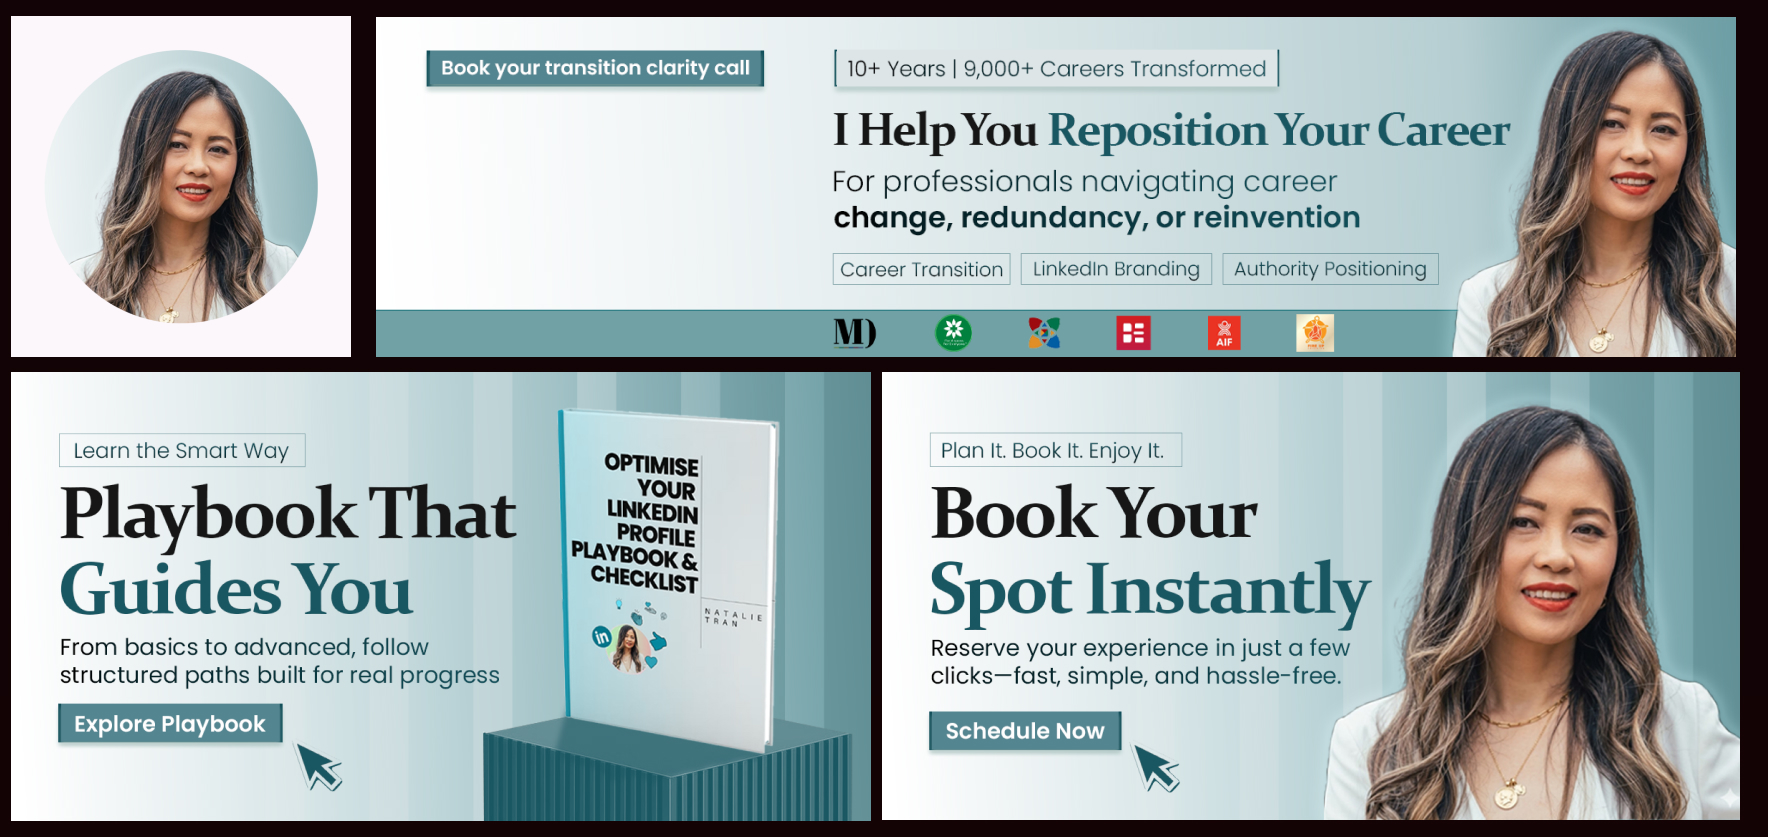 Book your transition clarity call
10+ Years | 9,000+ Careers Transformed
I Help You Reposition Your Career
For professionals navigating career
change, redundancy, or reinvention
Career Transition
LinkedIn Branding
Authority Positioning
M)
AIF
Learn the Smart Way
Playbook That
Guides You
From basics to advanced, follow
structured paths built for real progress
Explore Playbook
OPTIMISE
YOUR
LINKEDIN
PROFILE
PLAYBOOK &
CHECKLIST
NATALIE
TRAN
in
Plan It. Book It. Enjoy It.
Book Your
Spot Instantly
Reserve your experience in just a few
clicks—fast, simple, and hassle-free.
Schedule Now